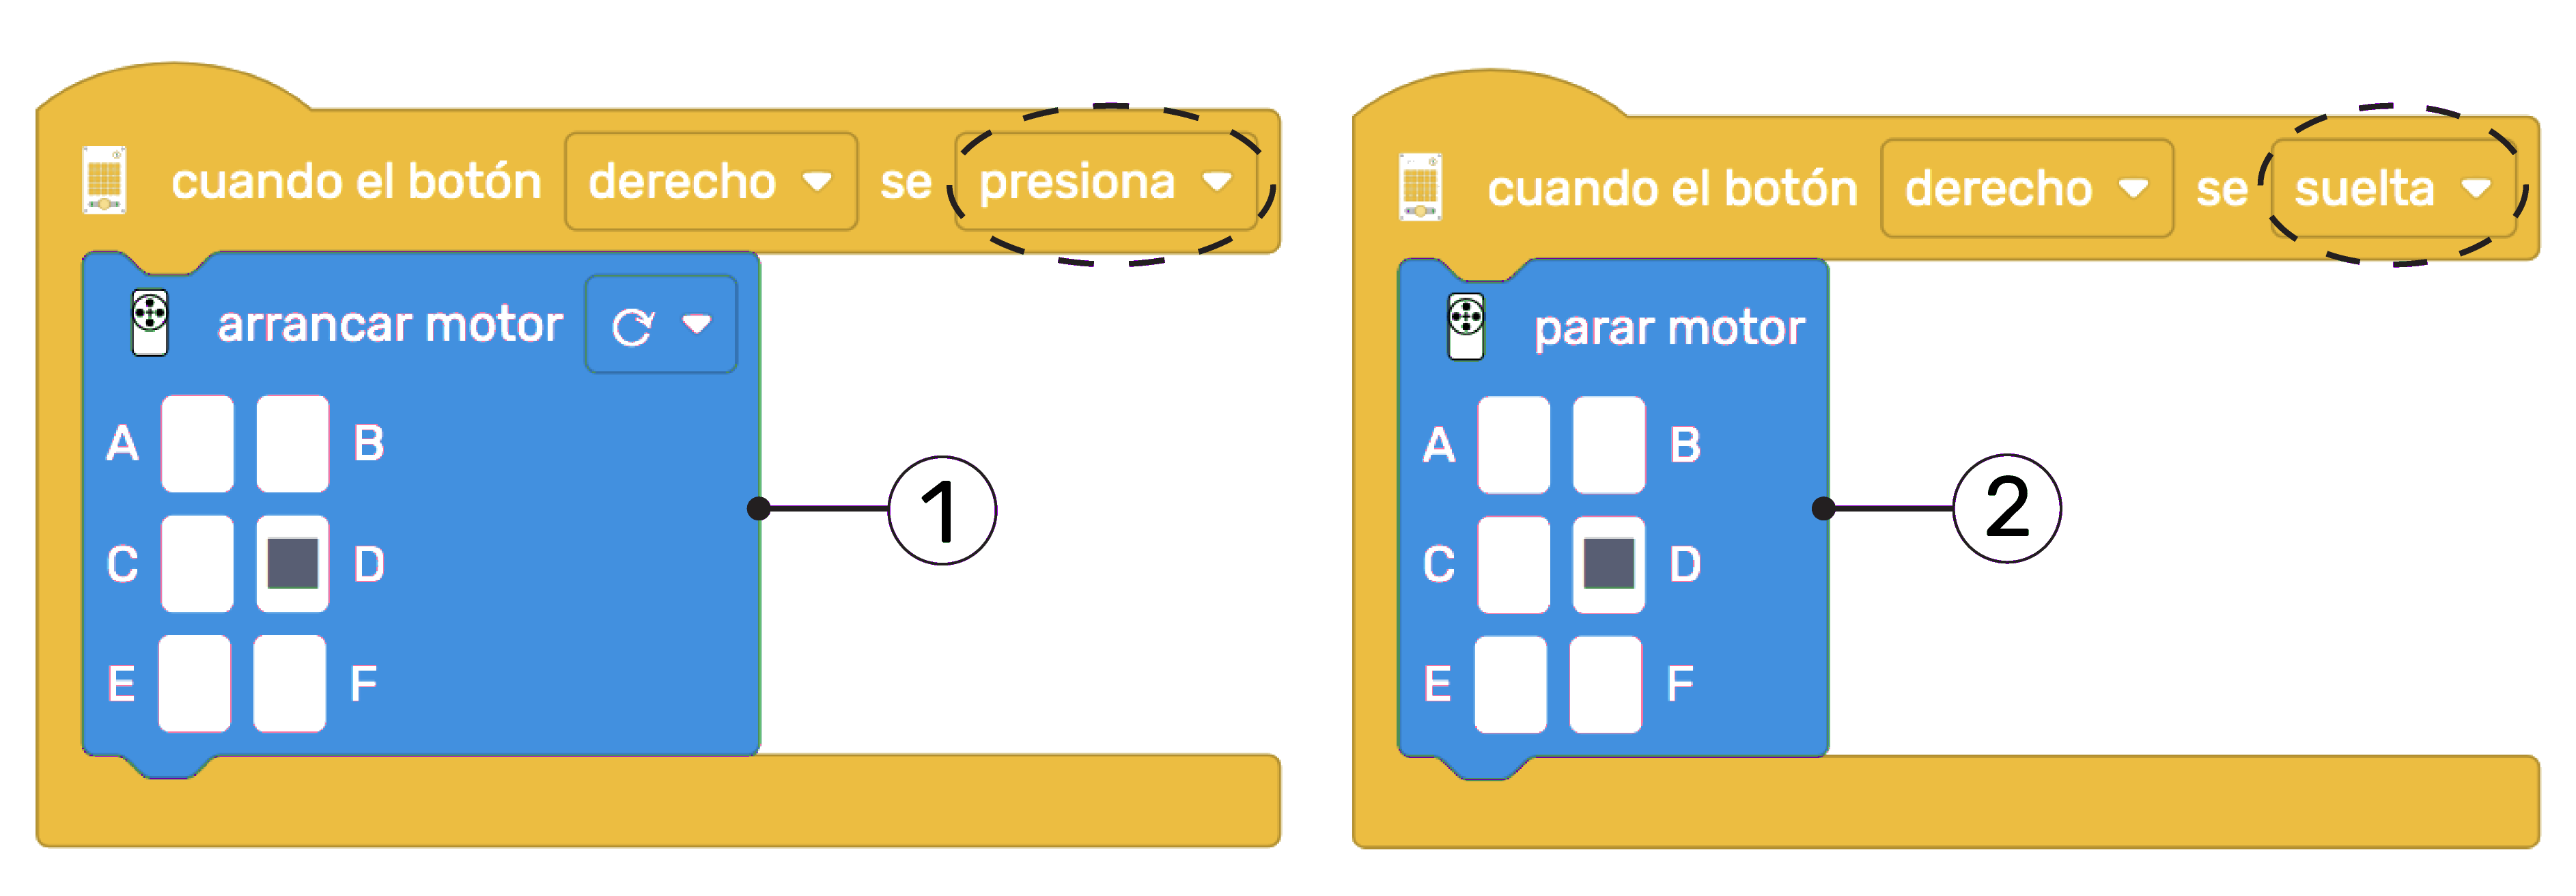 cuando el botón derecho se presiona
arrancar motor
A B
C D
E F
1
cuando el botón derecho se suelta
parar motor
A B
C D
E F
2